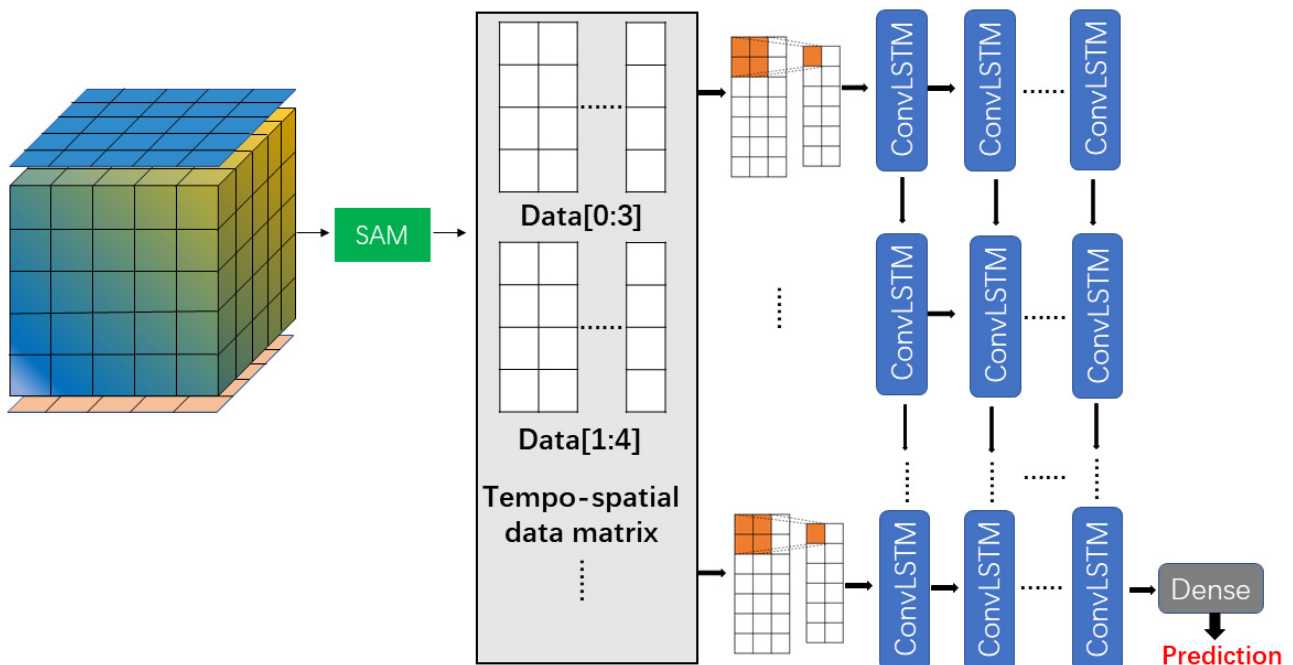 SAM
Data[0:3]
Data[1:4]
Tempo-spatial
data matrix
ConvLSTM
ConvLSTM
ConvLSTM
ConvLSTM
ConvLSTM
ConvLSTM
ConvLSTM
ConvLSTM
ConvLSTM
Dense
Prediction